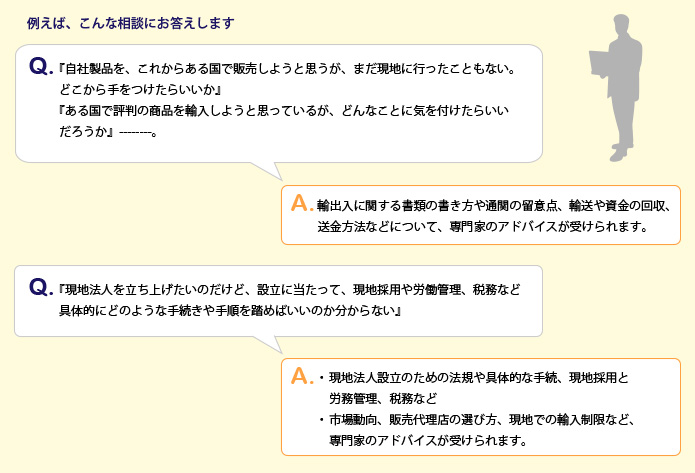 例えば、こんな相談にお答えします
Q.『自社製品を、これからある国で販売しようと思うが、まだ現地に行ったこともない。
どこから手をつけたらいいか』
『ある国で評判の商品を輸入しようと思っているが、どんなことに気を付けたらいい
だろうか』--------。
A.輸出入に関する書類の書き方や通関の留意点、輸送や資金の回収、
送金方法などについて、専門家のアドバイスが受けられます。
Q.『現地法人を立ち上げたいのだけど、設立に当たって、現地採用や労働管理、税務など
具体的にどのような手続きや手順を踏めばいいのか分からない』
A.・現地法人設立のための法規や具体的な手続、現地採用と
労務管理、税務など
・市場動向、販売代理店の選び方、現地での輸入制限など、
専門家のアドバイスが受けられます。